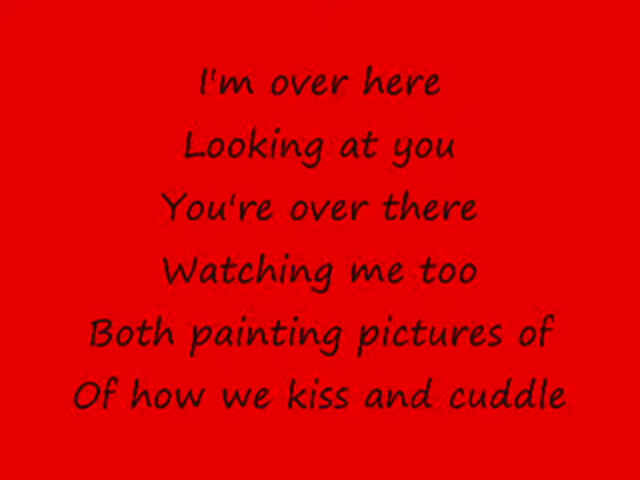 I'm over here
Looking at you
You're over there
Watching me too
Both painting pictures of
Of how we kiss and cuddle